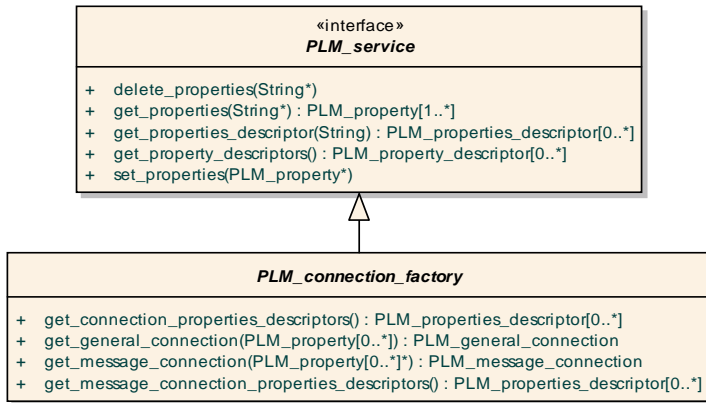 «interface»
PLM_service
+ delete_properties(String*)
+ get_properties(String*) : PLM_property[1..*]
+ get_properties_descriptor(String) : PLM_properties_descriptor[0..*]
+ get_property_descriptors() : PLM_property_descriptor[0..*]
+ set_properties(PLM_property*)
PLM_connection_factory
+ get_connection_properties_descriptors() : PLM_properties_descriptor[0..*]
+ get_general_connection(PLM_property[0..*]) : PLM_general_connection
+ get_message_connection(PLM_property[0..*]*) : PLM_message_connection
+ get_message_connection_properties_descriptors() : PLM_properties_descriptor[0..*]